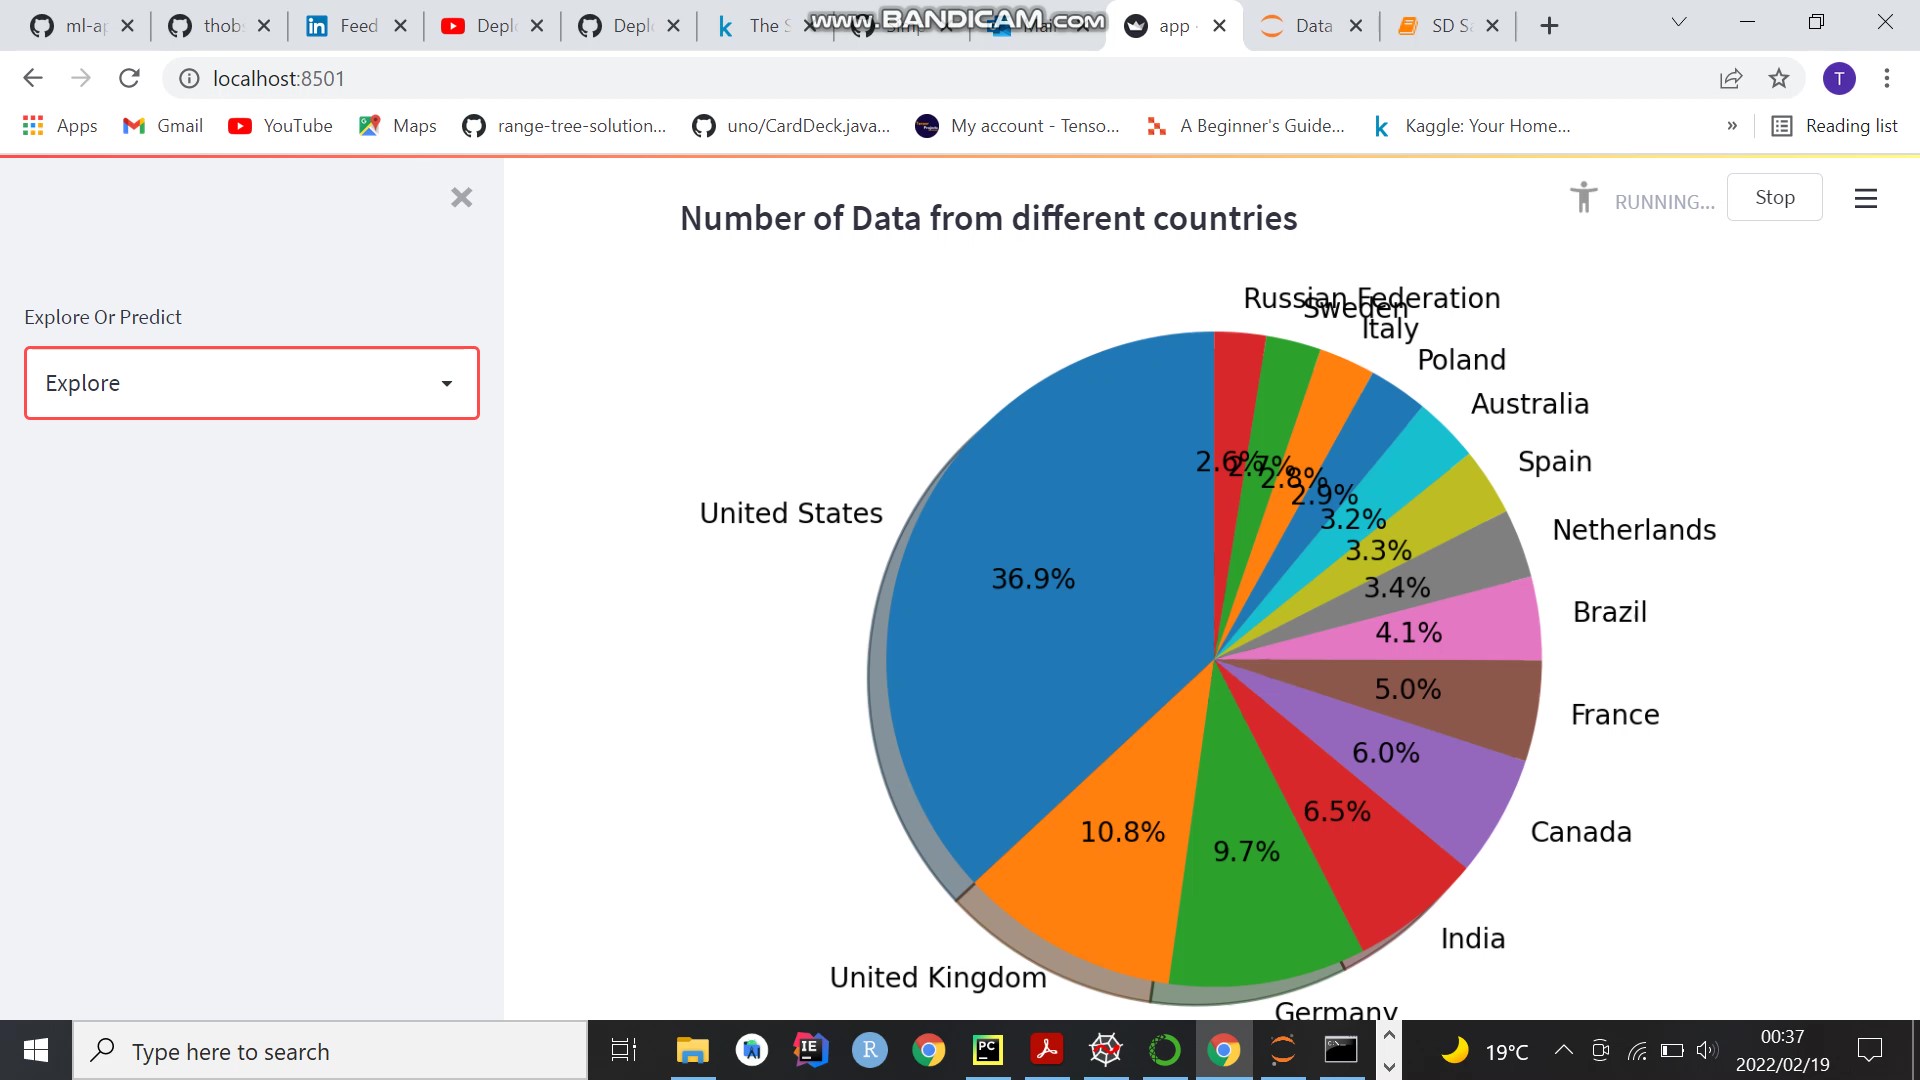 ml-ap
thob
Feed
Deplo
Deplo
The S
www.BANDICAM.com
app
Data
SD Sa
localhost:8501
T
Apps
Gmail
YouTube
Maps
range-tree-solution...
uno/CardDeck.java...
My account - Tenso...
A Beginner's Guide...
Kaggle: Your Home...
»
Reading list
Number of Data from different countries
RUNNING...
Stop
Explore Or Predict
Explore
Russian Federation
Sweden
Italy
Poland
Australia
Spain
Netherlands
Brazil
France
Canada
India
Germany
United Kingdom
United States
2.6%
2.7%
2.8%
2.9%
3.2%
3.3%
3.4%
4.1%
5.0%
6.0%
6.5%
9.7%
10.8%
36.9%
Type here to search
19°C
00:37
2022/02/19